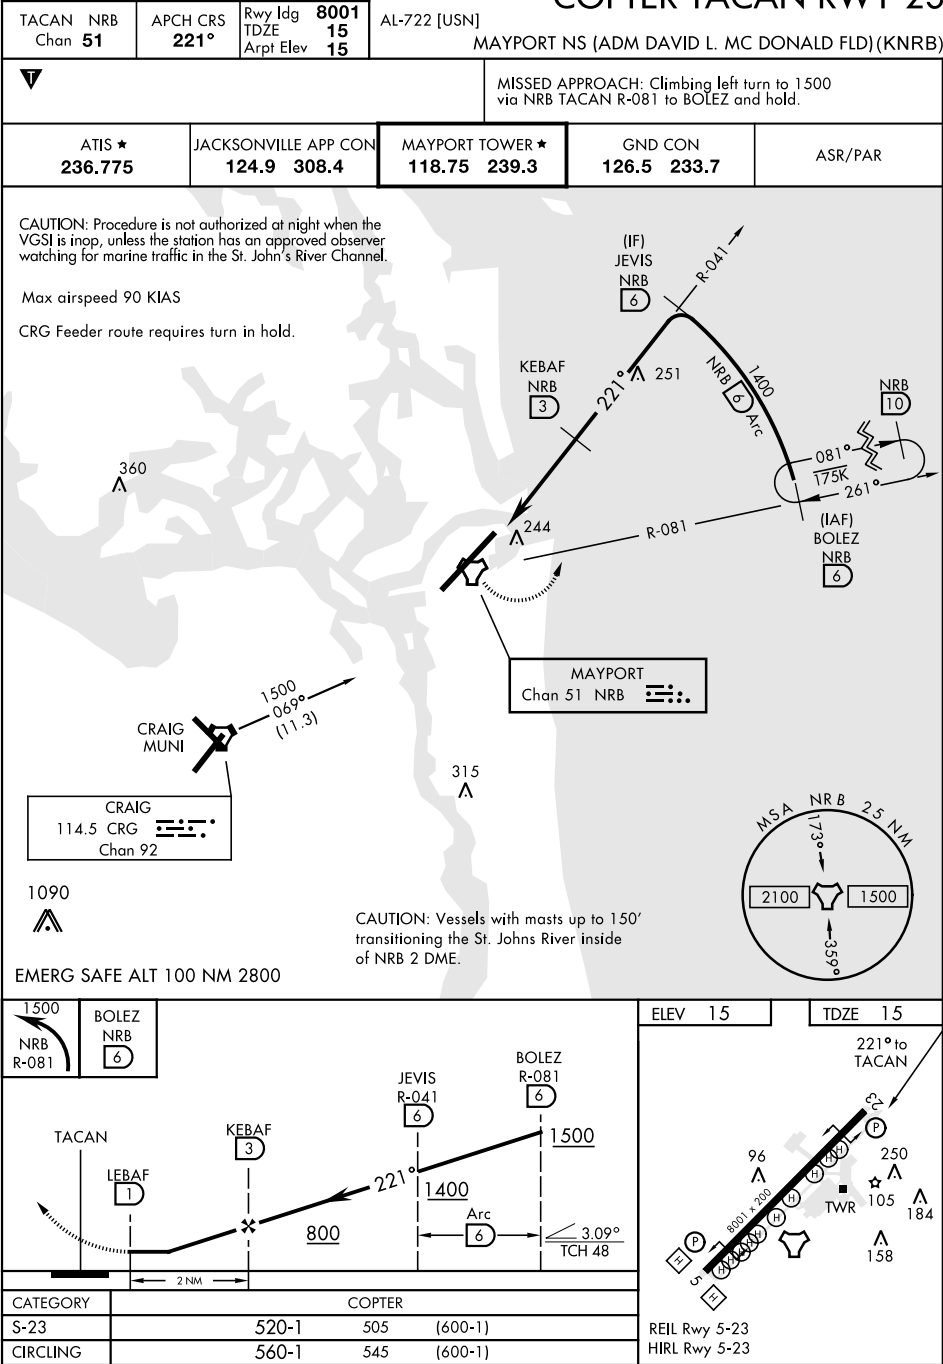 COPTER TACAN RWY 23
TACAN NRB
Chan 51
APCH CRS
221°
Rwy ldg 8001
TDZE 15
Arpt Elev 15
AL-722 [USN]
MAYPORT NS (ADM DAVID L. MC DONALD FLD) (KNRB)
T
MISSED APPROACH: Climbing left turn to 1500
via NRB TACAN R-081 to BOLEZ and hold.
ATIS ★
236.775
JACKSONVILLE APP CON
124.9 308.4
MAYPORT TOWER ★
118.75 239.3
GND CON
126.5 233.7
ASR/PAR
CAUTION: Procedure is not authorized at night when the
VGSI is inop, unless the station has an approved observer
watching for marine traffic in the St. John's River Channel.
Max airspeed 90 KIAS
CRG Feeder route requires turn in hold.
(IF)
JEVIS
NRB
6
R-041
KEBAF
NRB
3
221°
251
NRB 6 Arc
1400
NRB
10
081°
175K
261°
(IAF)
BOLEZ
NRB
6
R-081
360
244
MAYPORT
Chan 51 NRB
1500
069°
(11.3)
CRAIG
MUNI
CRAIG
114.5 CRG
Chan 92
315
1090
MSA NRB 25 NM
173°
2100
1500
359°
CAUTION: Vessels with masts up to 150'
transitioning the St. Johns River inside
of NRB 2 DME.
EMERG SAFE ALT 100 NM 2800
1500
NRB
R-081
BOLEZ
NRB
6
TACAN
LEBAF
1
KEBAF
3
JEVIS
R-041
6
BOLEZ
R-081
6
1500
221°
1400
800
Arc
6
3.09°
TCH 48
2 NM
CATEGORY
COPTER
S-23
520-1 505 (600-1)
CIRCLING
560-1 545 (600-1)
ELEV 15
TDZE 15
221° to
TACAN
23
P
96
250
H
H
H
H
H
TWR
105
184
8001 x 200
158
P
H
5
H
REIL Rwy 5-23
HIRL Rwy 5-23